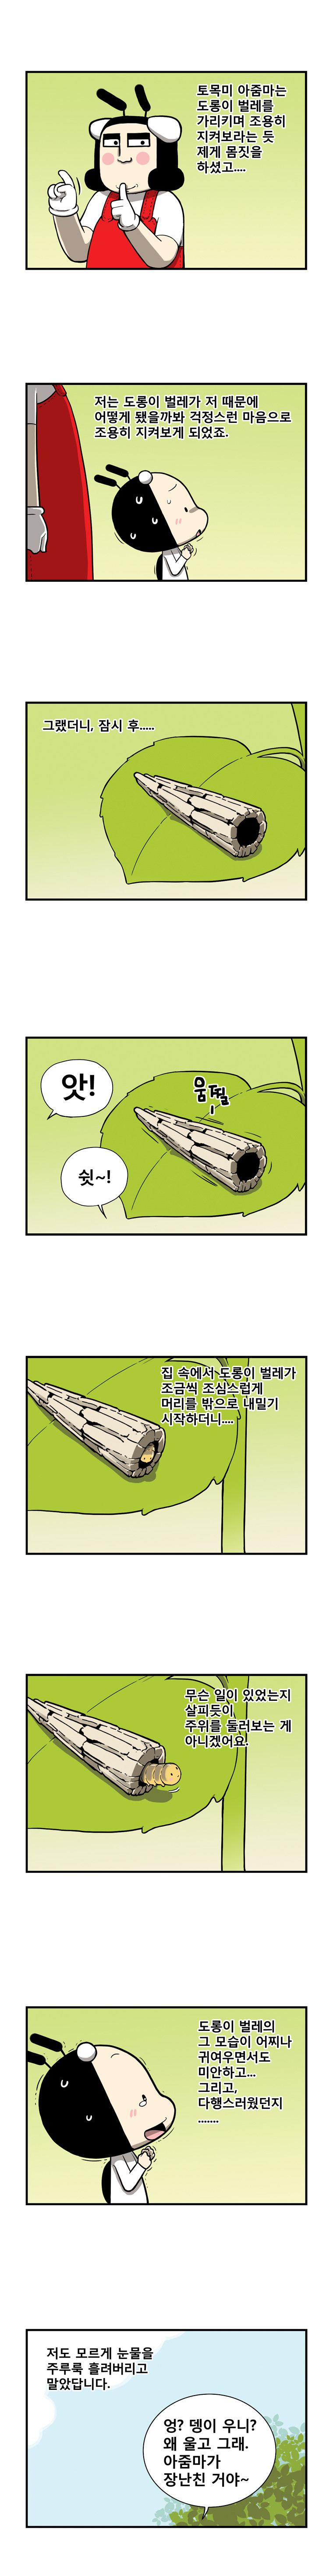 토목미 아줌마는
도롱이 벌레를
가리키며 조용히
지켜보라는 듯
제게 몸짓을
하셨고....
저는 도롱이 벌레가 저 때문에
어떻게 됐을까봐 걱정스런 마음으로
조용히 지켜보게 되었죠.
그랬더니, 잠시 후.....
앗!
움찔
쉿~!
집 속에서 도롱이 벌레가
조금씩 조심스럽게
머리를 밖으로 내밀기
시작하더니....
무슨 일이 있었는지
살피듯이
주위를 둘러보는 게
아니겠어요.
도롱이 벌레의
그 모습이 어찌나
귀여우면서도
미안하고...
그리고,
다행스러웠던지
.......
저도 모르게 눈물을
주루룩 흘려버리고
말았답니다.
엉? 뎅이 우니?
왜 울고 그래.
아줌마가
장난친 거야~